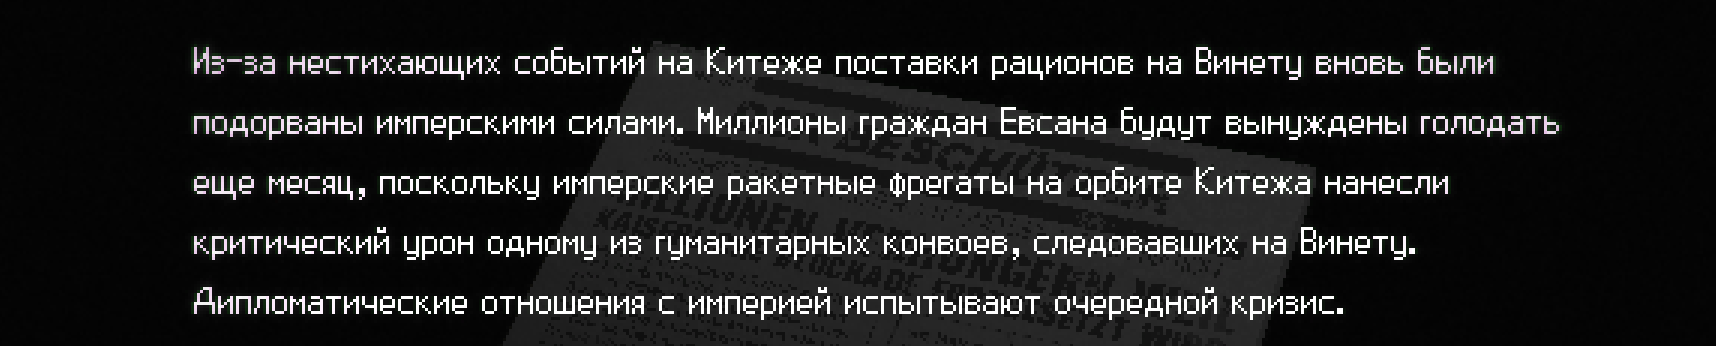 Из-за нестихающих событий на Китеже поставки рационов на Винету вновь были
подорваны имперскими силами. Миллионы граждан Евсана будут вынуждены голодать
еще месяц, поскольку имперские ракетные фрегаты на орбите Китежа нанесли
критический урон одному из гуманитарных конвоев, следовавших на Винету.
Дипломатические отношения с империей испытывают очередной кризис.